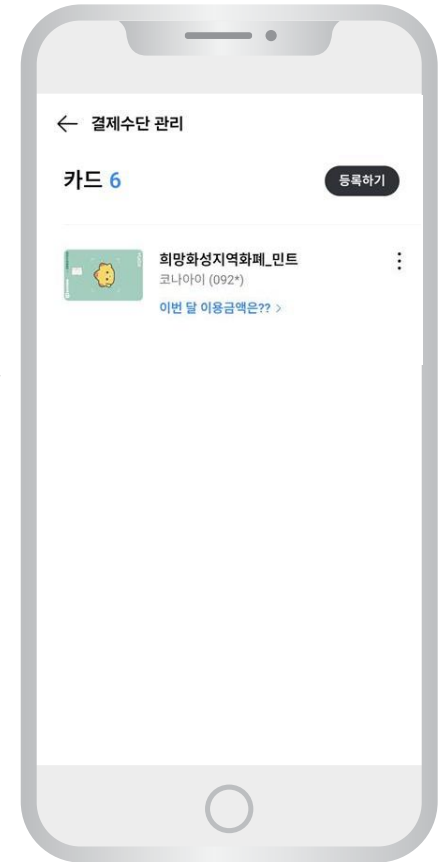 결제수단 관리
카드 6
등록하기
희망화성지역화폐_민트
코나아이 (092*)
이번 달 이용금액은?? >